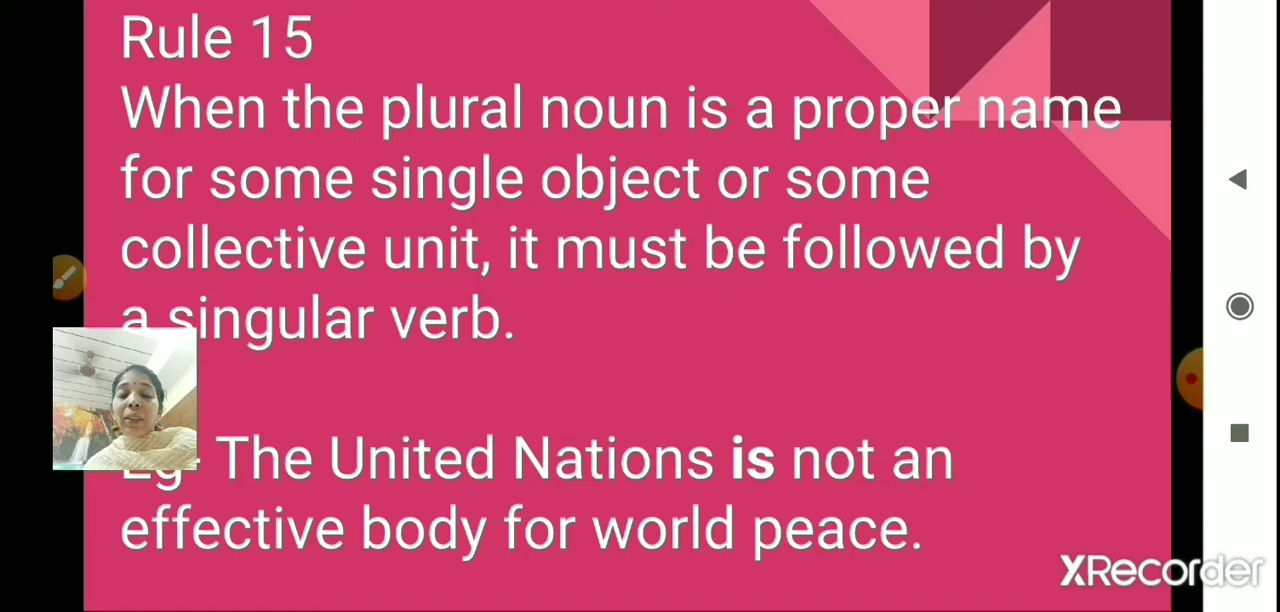 Rule 15
When the plural noun is a proper name
for some single object or some
collective unit, it must be followed by
a singular verb.
Eg- The United Nations is not an
effective body for world peace.
XRecorder